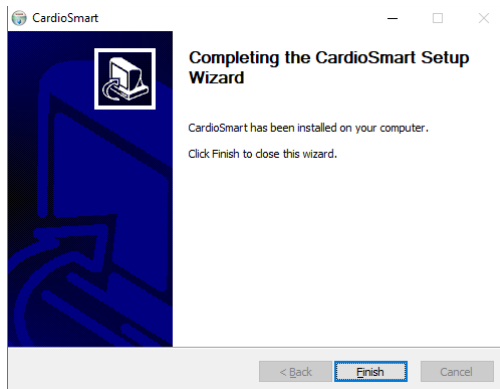 CardioSmart
Completing the CardioSmart Setup
Wizard
CardioSmart has been installed on your computer.
Click Finish to close this wizard.
< Back
Finish
Cancel